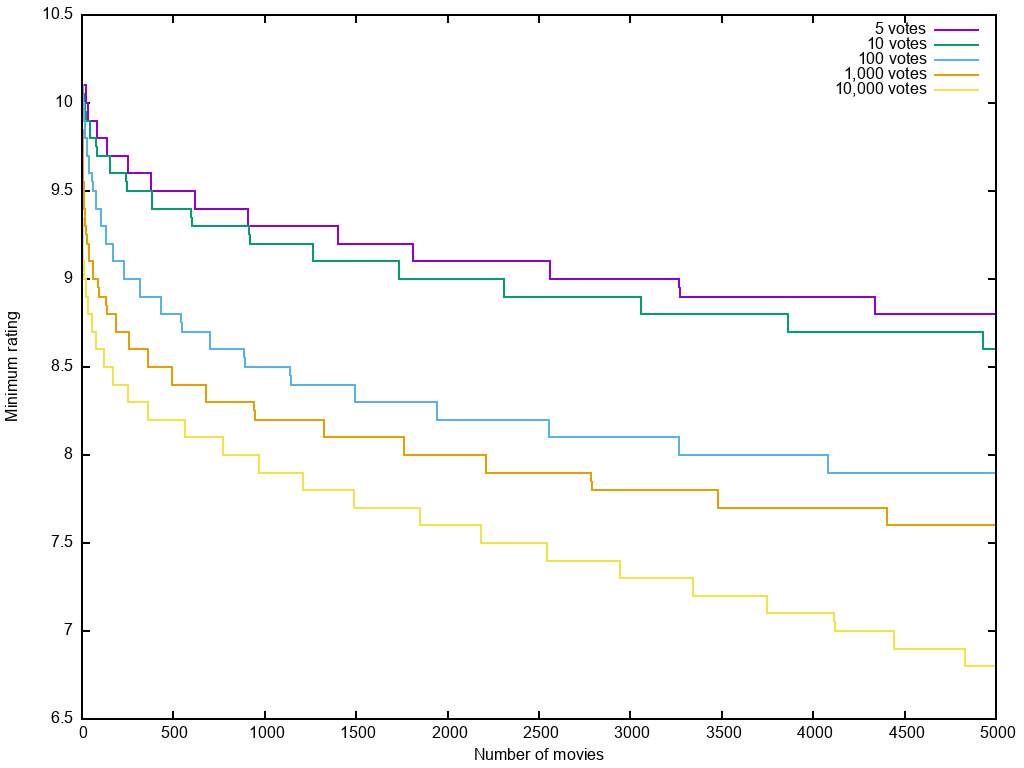 10.5
10
9.5
9
8.5
8
7.5
7
6.5
Minimum rating
5 votes
10 votes
100 votes
1,000 votes
10,000 votes
0 500 1000 1500 2000 2500 3000 3500 4000 4500 5000
Number of movies